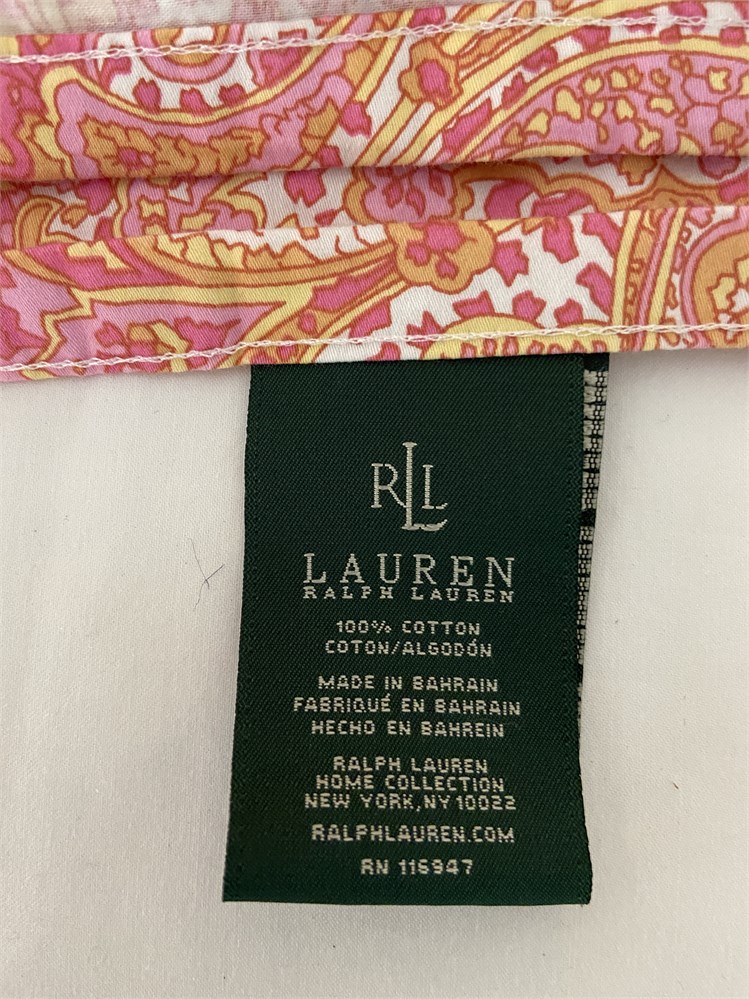 RLL
LAUREN
RALPH LAUREN
100% COTTON
COTON/ALGODÓN
MADE IN BAHRAIN
FABRIQUÉ EN BAHRAIN
HECHO EN BAHREIN
RALPH LAUREN
HOME COLLECTION
NEW YORK, NY 10022
RALPHLAUREN.COM
RN 116947